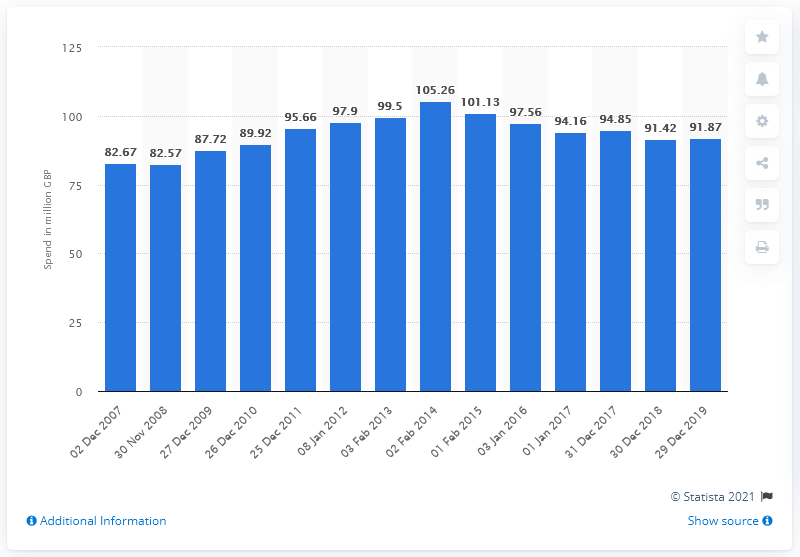 125
100
75
50
25
0
Spend in million GBP
82.67
82.57
87.72
89.92
95.66
97.9
99.5
105.26
101.13
97.56
94.16
94.85
91.42
91.87
02 Dec 2007
30 Nov 2008
27 Dec 2009
26 Dec 2010
25 Dec 2011
08 Jan 2012
03 Feb 2013
02 Feb 2014
01 Feb 2015
03 Jan 2016
01 Jan 2017
31 Dec 2017
30 Dec 2018
29 Dec 2019
© Statista 2021
Additional Information
Show source